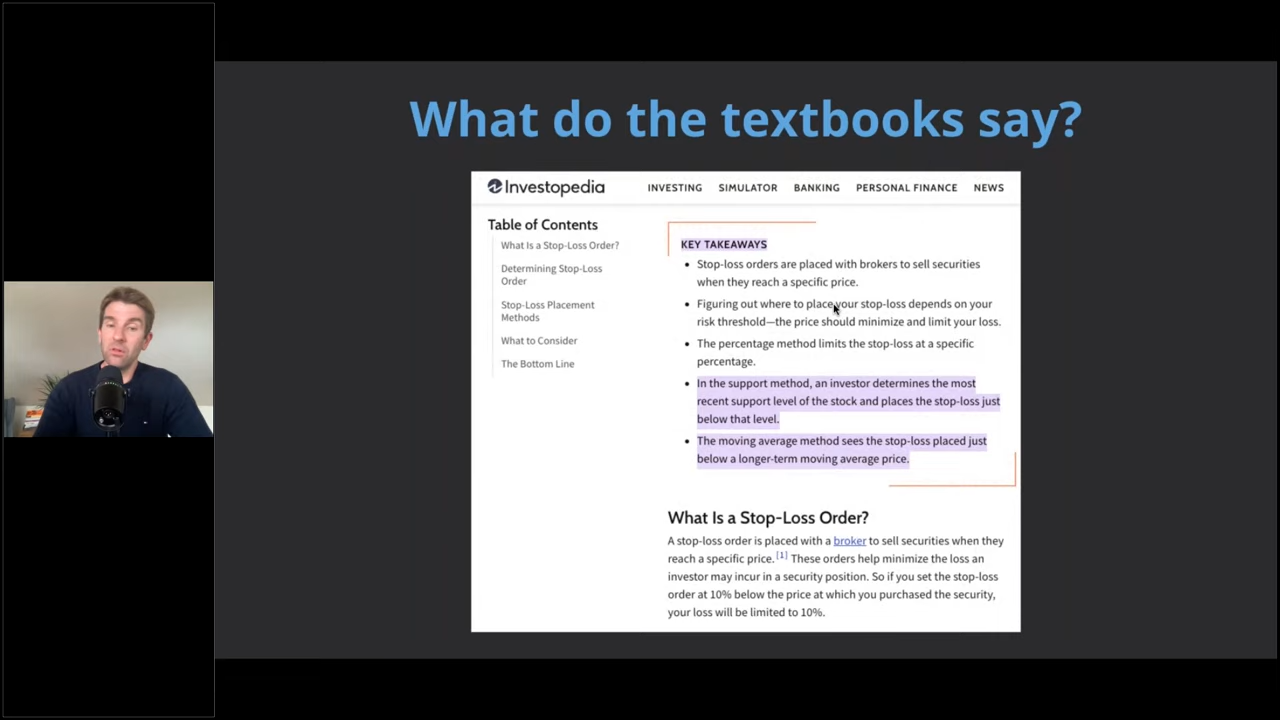 What do the textbooks say?
Investopedia
INVESTING SIMULATOR BANKING PERSONAL FINANCE NEWS
Table of Contents
What Is a Stop-Loss Order?
Determining Stop-Loss
Order
Stop-Loss Placement
Methods
What to Consider
The Bottom Line
KEY TAKEAWAYS
• Stop-loss orders are placed with brokers to sell securities
when they reach a specific price.
• Figuring out where to place your stop-loss depends on your
risk threshold—the price should minimize and limit your loss.
• The percentage method limits the stop-loss at a specific
percentage.
• In the support method, an investor determines the most
recent support level of the stock and places the stop-loss just
below that level.
• The moving average method sees the stop-loss placed just
below a longer-term moving average price.
What Is a Stop-Loss Order?
A stop-loss order is placed with a broker to sell securities when they
reach a specific price.[1] These orders help minimize the loss an
investor may incur in a security position. So if you set the stop-loss
order at 10% below the price at which you purchased the security,
your loss will be limited to 10%.